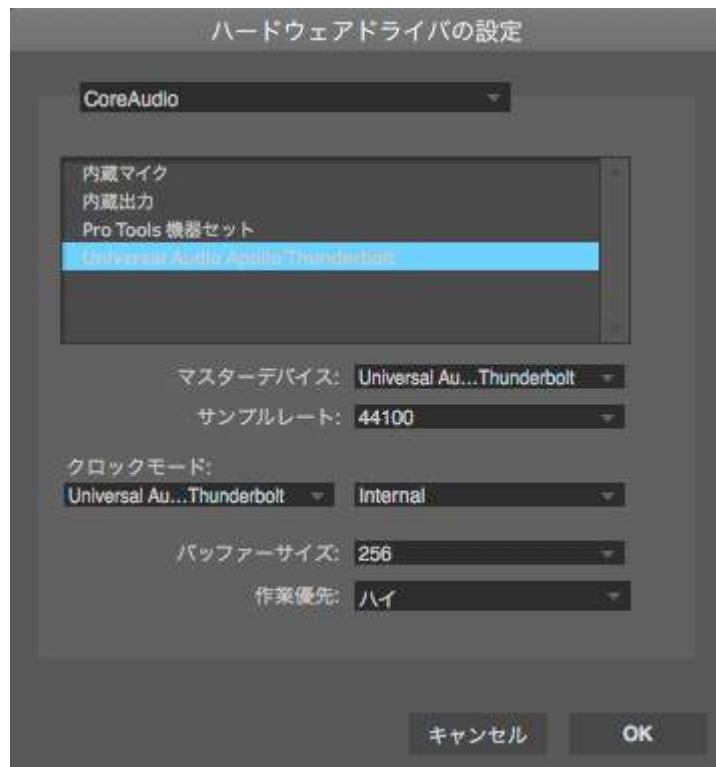 ハードウェアドライバの設定
CoreAudio
内蔵マイク
内蔵出力
Pro Tools 機器セット
Universal Audio Apollo Thunderbolt
マスターデバイス: Universal Au...Thunderbolt
サンプルレート: 44100
クロックモード:
Universal Au...Thunderbolt Internal
バッファーサイズ: 256
作業優先: ハイ
キャンセル OK